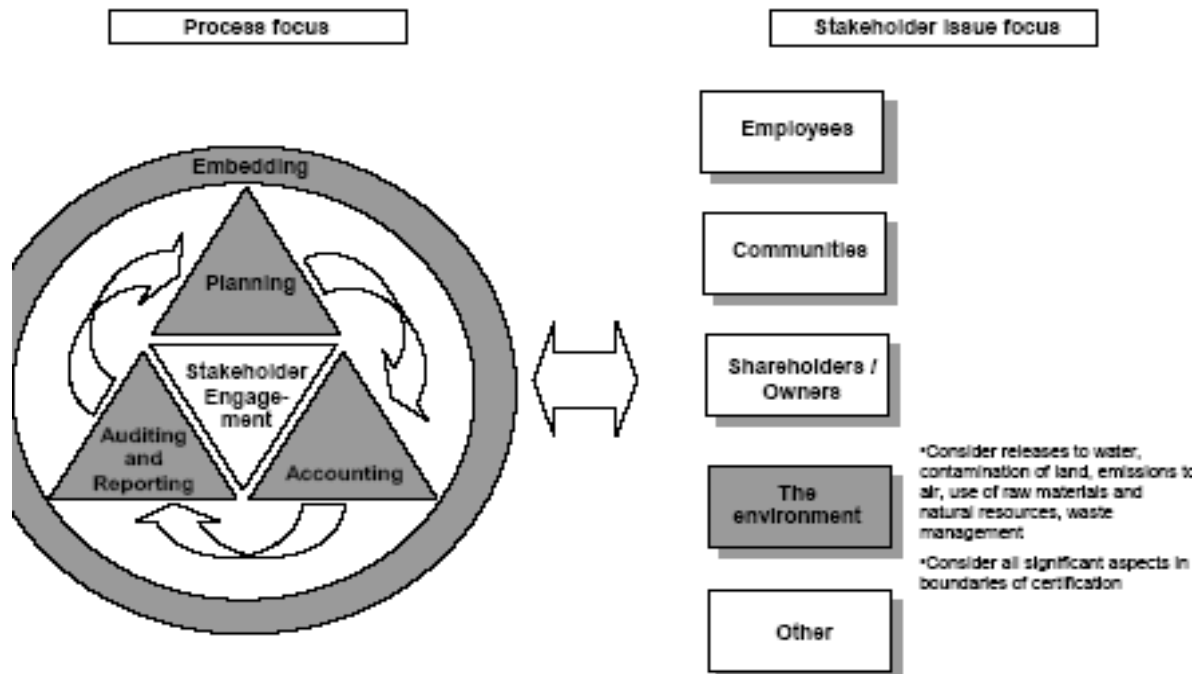 Process focus
Stakeholder issue focus
Embedding
Planning
Stakeholder
Engage-
ment
Auditing
and
Reporting
Accounting
Employees
Communities
Shareholders /
Owners
The
environment
•Consider releases to water,
contamination of land, emissions to
air, use of raw materials and
natural resources, waste
management
•Consider all significant aspects in
boundaries of certification
Other